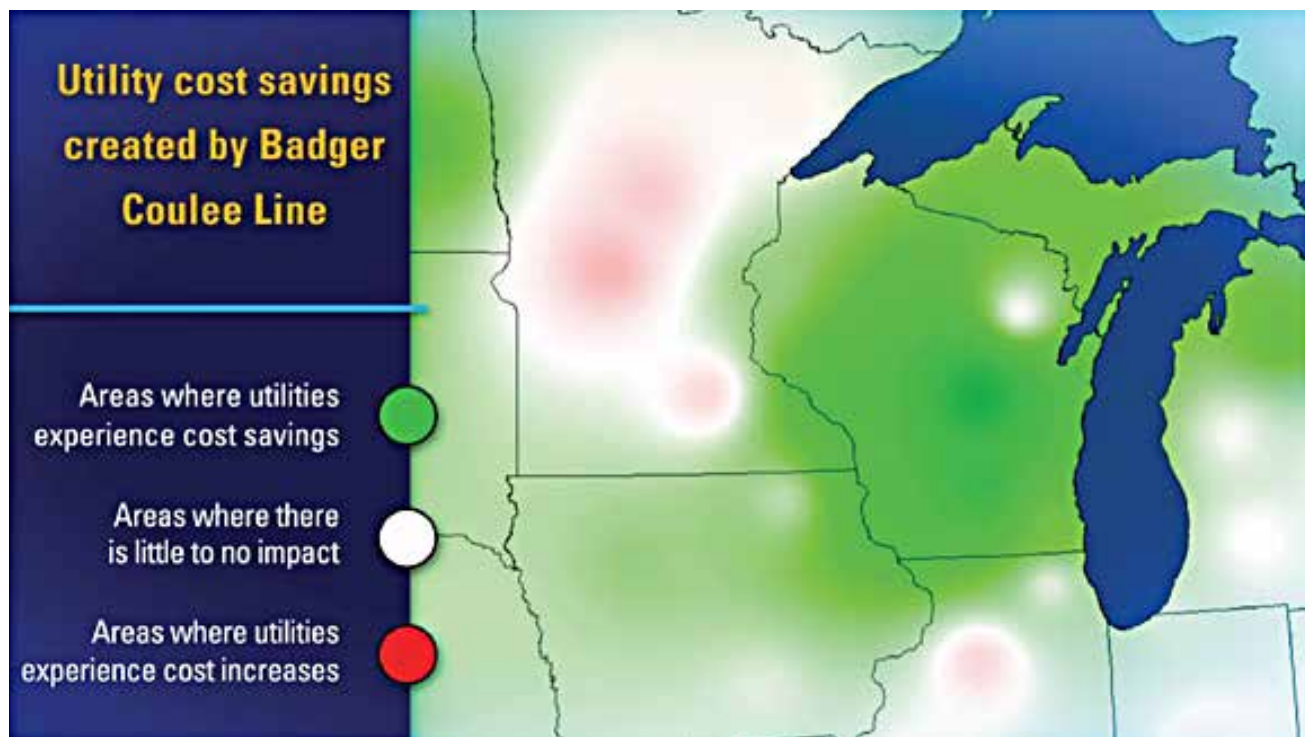 Utility cost savings
created by Badger
Coulee Line
Areas where utilities
experience cost savings
Areas where there
is little to no impact
Areas where utilities
experience cost increases